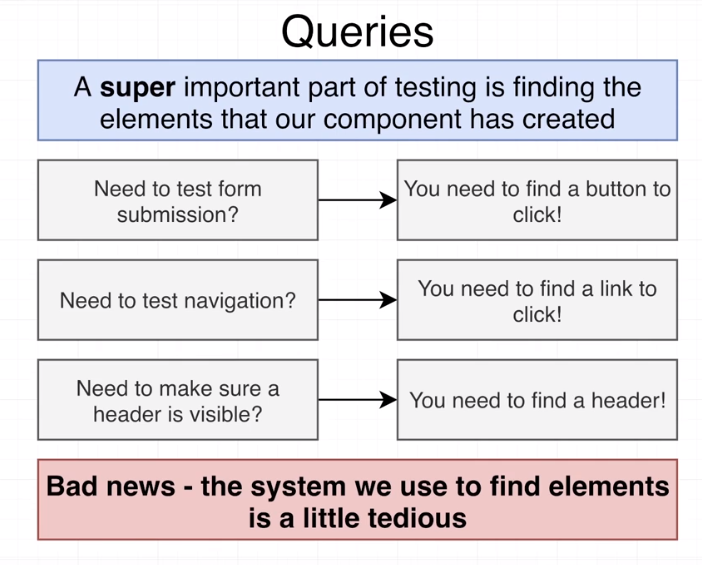 Queries
A super important part of testing is finding the
elements that our component has created
Need to test form
submission?
You need to find a button to
click!
Need to test navigation?
You need to find a link to
click!
Need to make sure a
header is visible?
You need to find a header!
Bad news - the system we use to find elements
is a little tedious